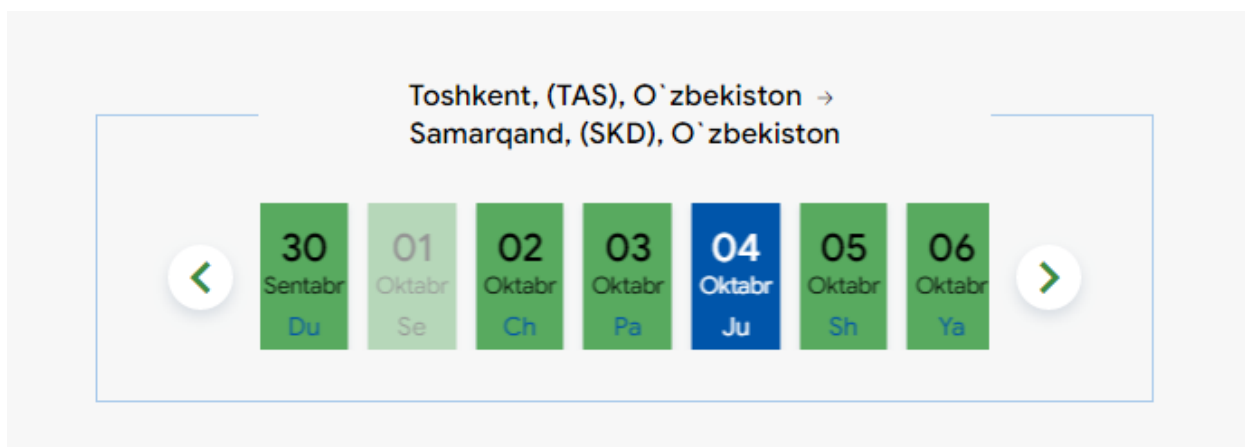 Toshkent, (TAS), O`zbekiston →
Samarqand, (SKD), O`zbekiston
30 01 02 03 04 05 06
Sentabr Oktabr Oktabr Oktabr Oktabr Oktabr Oktabr
Du Se Ch Pa Ju Sh Ya